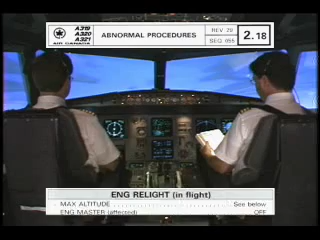 A319
A320
A321
AIR CANADA
ABNORMAL PROCEDURES
REV 20
SEQ 055
2.18
ENG RELIGHT (in flight)
MAX ALTITUDE ........................ See below
ENG MASTER (affected) ........................ OFF